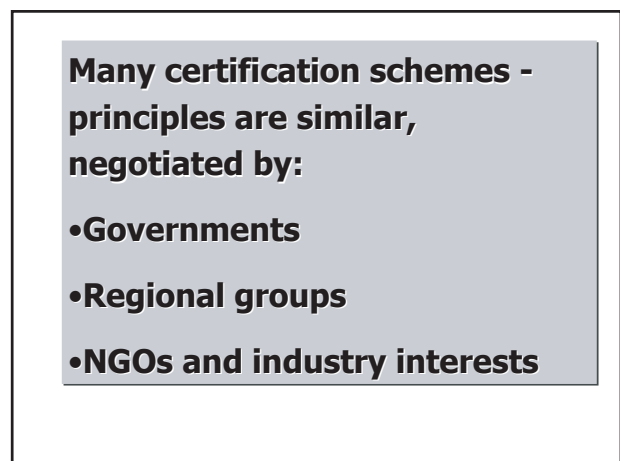 Many certification schemes -
principles are similar,
negotiated by:
•Governments
•Regional groups
•NGOs and industry interests